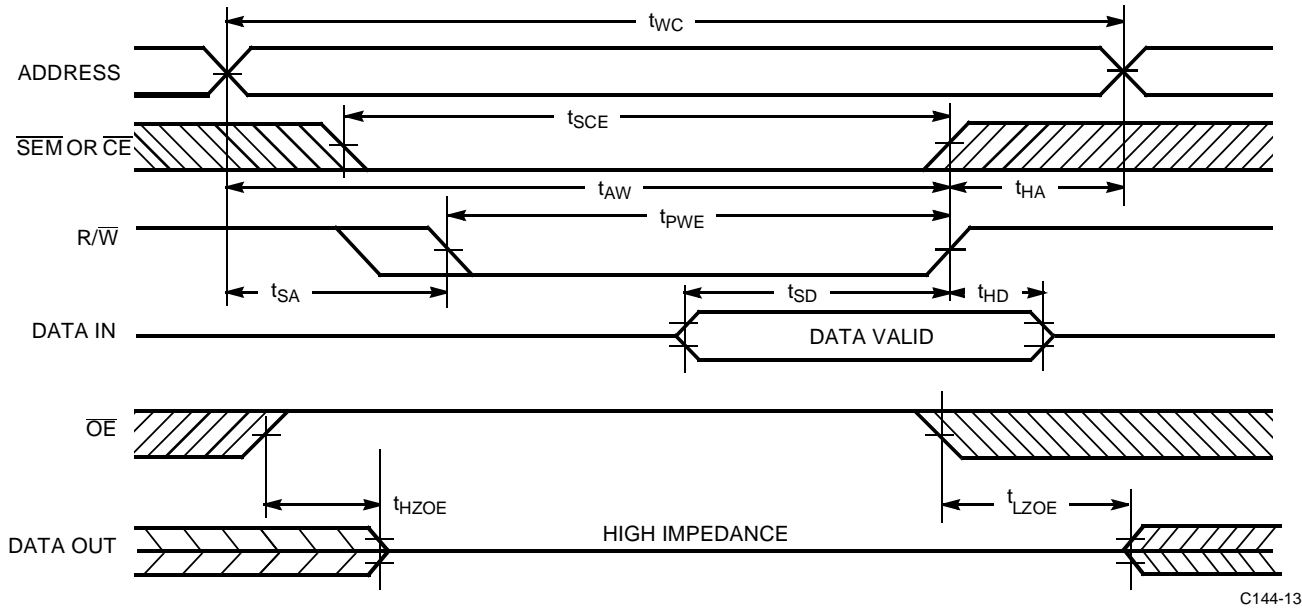 tWC
ADDRESS
tSCE
SEM OR CE
tAW
tHA
tPWE
R/W
tSA
tSD
tHD
DATA IN
DATA VALID
OE
tHZOE
tLZOE
HIGH IMPEDANCE
DATA OUT
C144-13